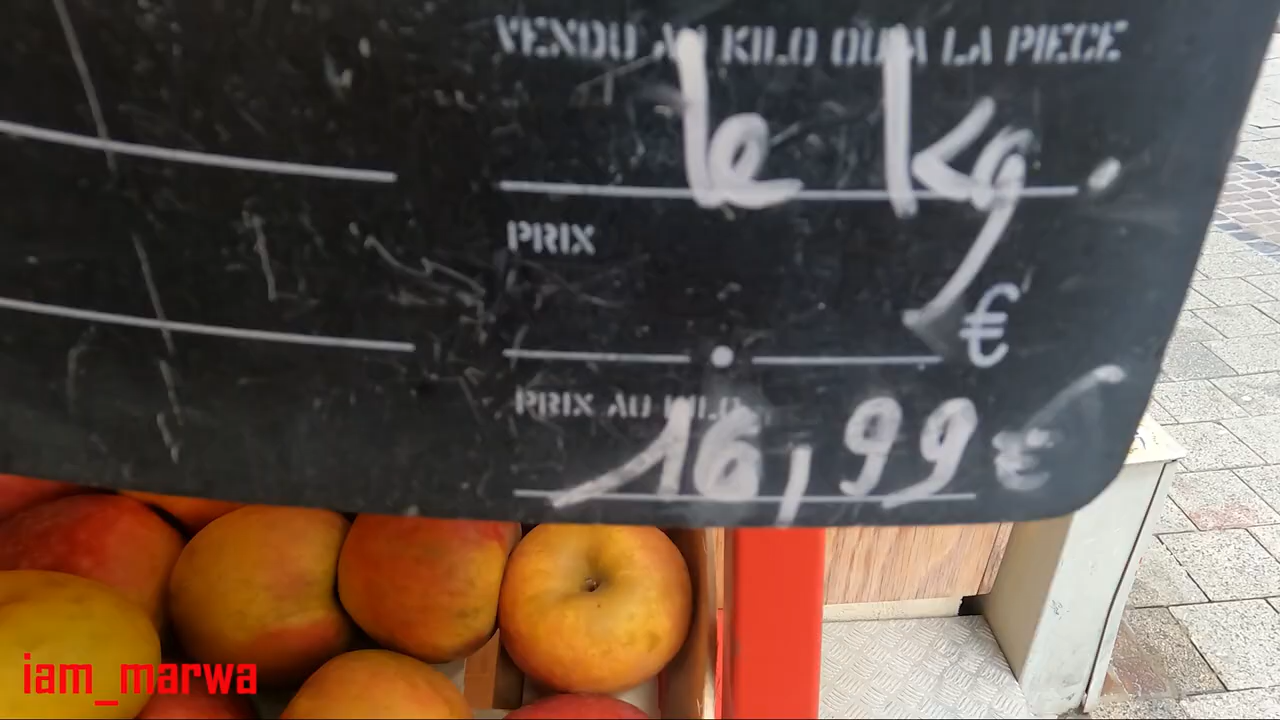 VENDU AU KILO OU A LA PIECE
le kg.
PRIX
€
PRIX AU KILO
16,99 €
iam_marwa